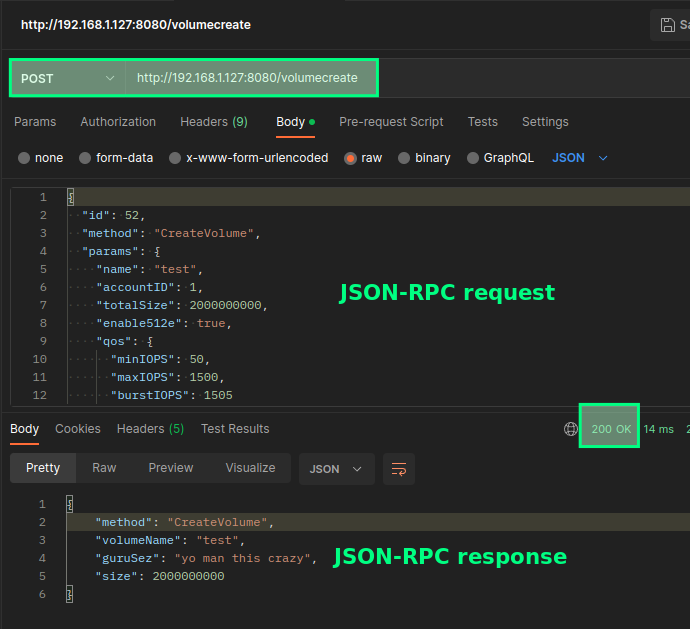 http://192.168.1.127:8080/volumecreate
POST http://192.168.1.127:8080/volumecreate
Params Authorization Headers (9) Body Pre-request Script Tests Settings
none form-data x-www-form-urlencoded raw binary GraphQL JSON
1 {
2 "id": 52,
3 "method": "CreateVolume",
4 "params": {
5 "name": "test",
6 "accountID": 1,
7 "totalSize": 2000000000,
8 "enable512e": true,
9 "qos": {
10 "minIOPS": 50,
11 "maxIOPS": 1500,
12 "burstIOPS": 1505
JSON-RPC request
Body Cookies Headers (5) Test Results 200 OK 14 ms
Pretty Raw Preview Visualize JSON
1 {
2 "method": "CreateVolume",
3 "volumeName": "test",
4 "guruSez": "yo man this crazy",
5 "size": 2000000000
6 }
JSON-RPC response